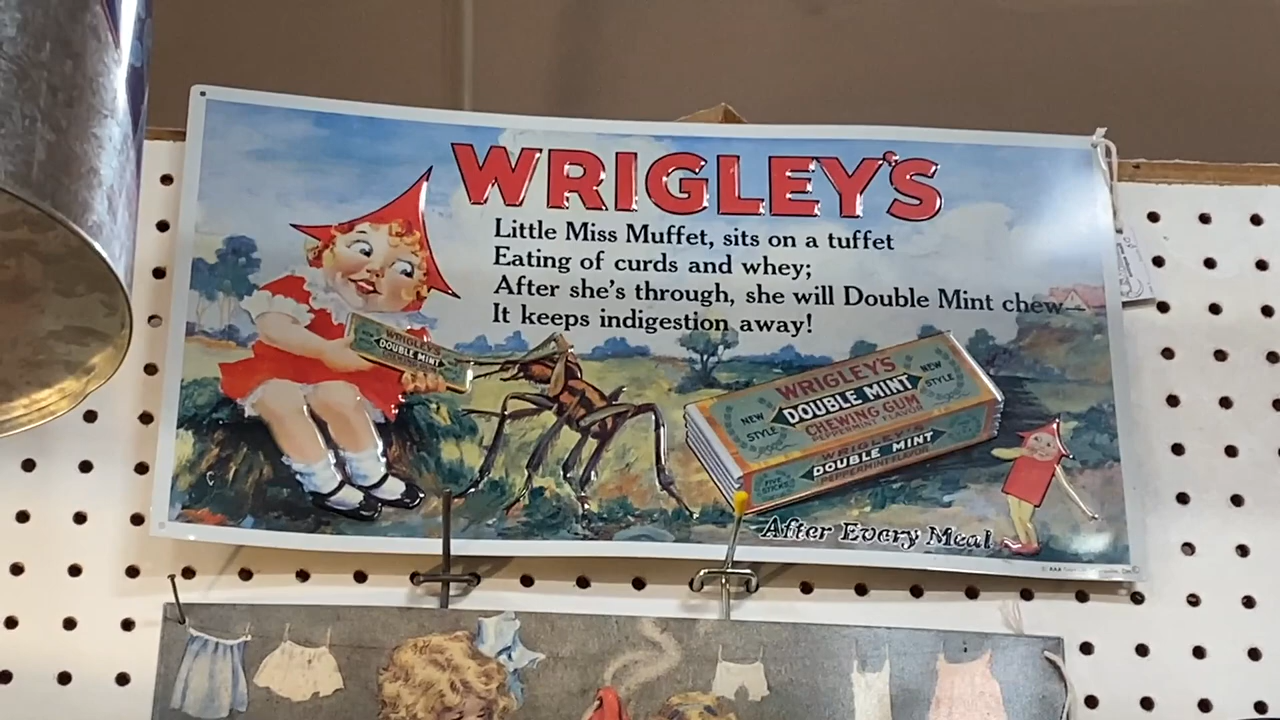 WRIGLEY'S
Little Miss Muffet, sits on a tuffet
Eating of curds and whey;
After she's through, she will Double Mint chew—
It keeps indigestion away!
WRIGLEY'S
DOUBLE MINT
WRIGLEY'S
NEW STYLE
DOUBLE MINT
NEW STYLE
CHEWING GUM
PEPPERMINT FLAVOR
WRIGLEY'S
DOUBLE MINT
PEPPERMINT FLAVOR
FIVE STICKS
After Every Meal